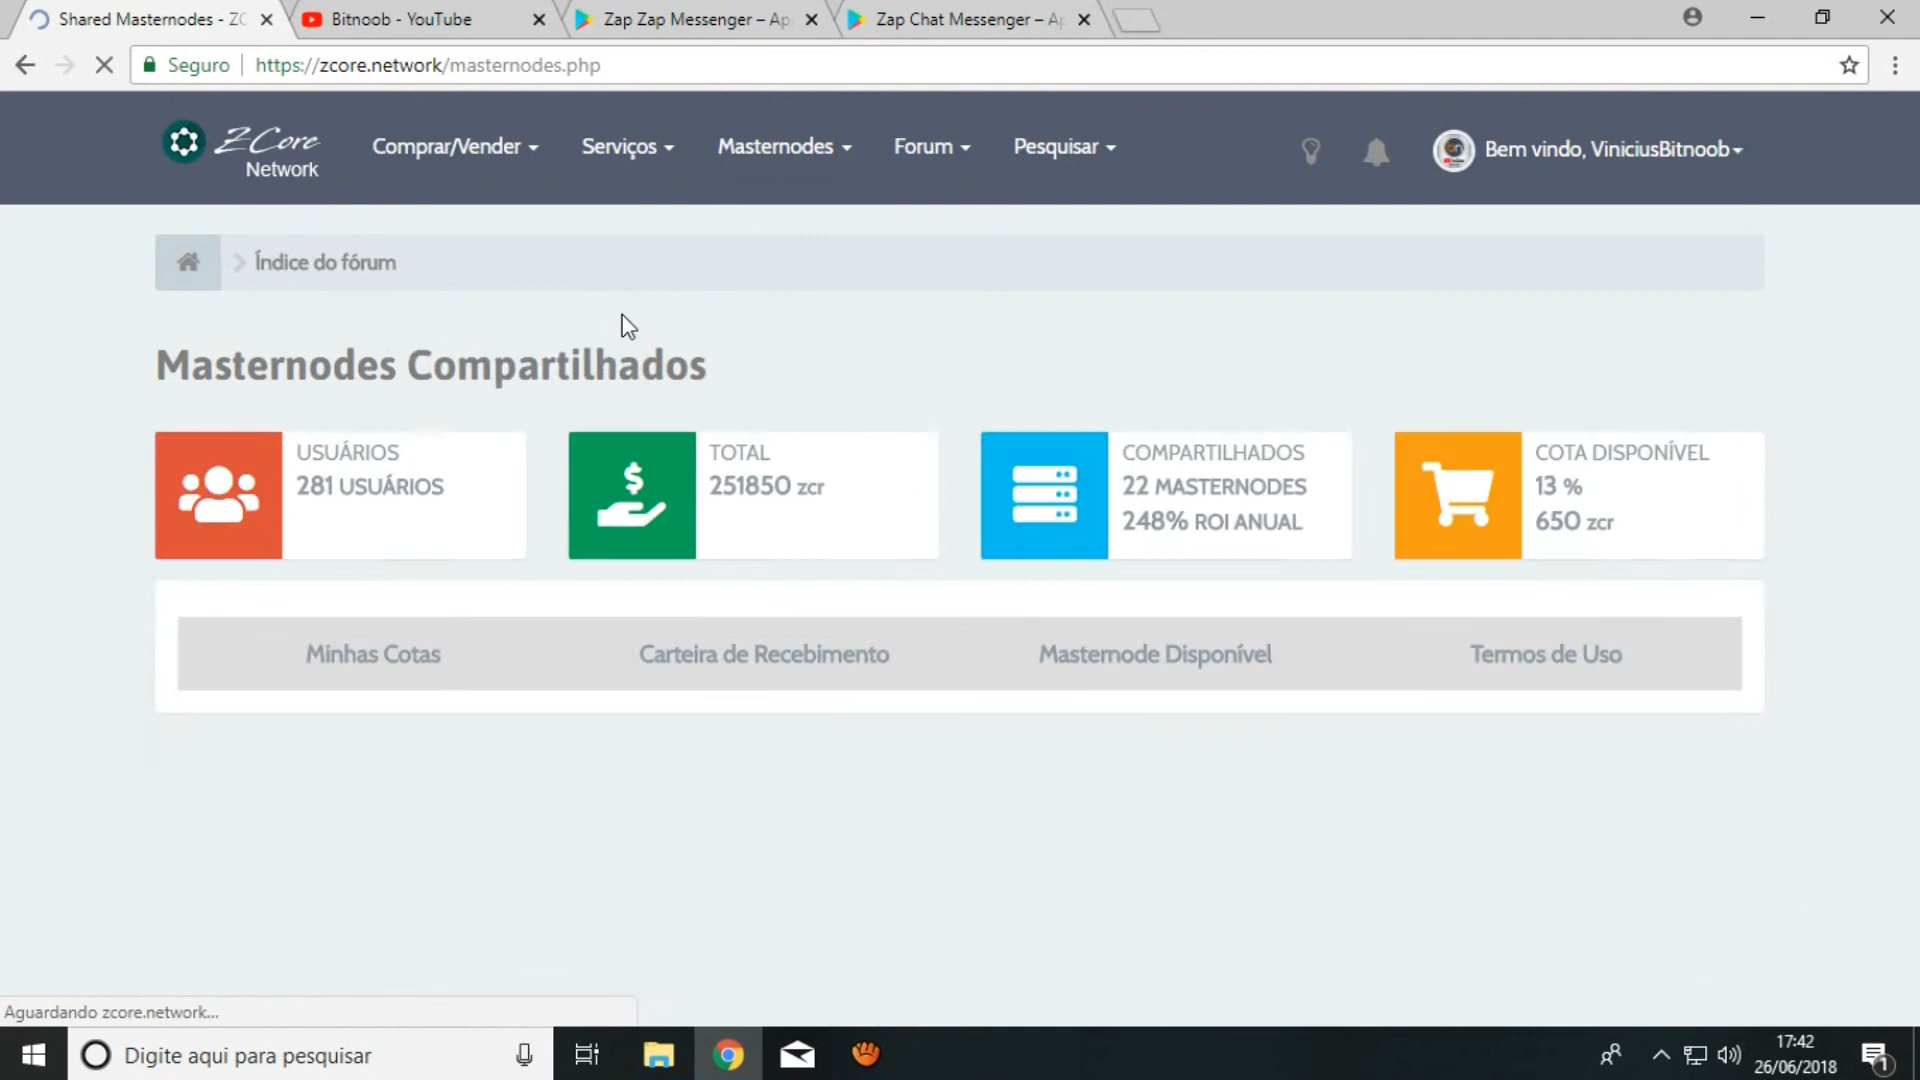 Shared Masternodes - ZC
Bitnoob - YouTube
Zap Zap Messenger – Ap
Zap Chat Messenger – Ap
Seguro
https://zcore.network/masternodes.php
ZCore
Network
Comprar/Vender
Serviços
Masternodes
Forum
Pesquisar
Bem vindo, ViniciusBitnoob
Índice do fórum
Masternodes Compartilhados
USUÁRIOS
281 USUÁRIOS
TOTAL
251850 zcr
COMPARTILHADOS
22 MASTERNODES
248% ROI ANUAL
COTA DISPONÍVEL
13 %
650 zcr
Minhas Cotas
Carteira de Recebimento
Masternode Disponível
Termos de Uso
Aguardando zcore.network...
Digite aqui para pesquisar
17:42
26/06/2018
1